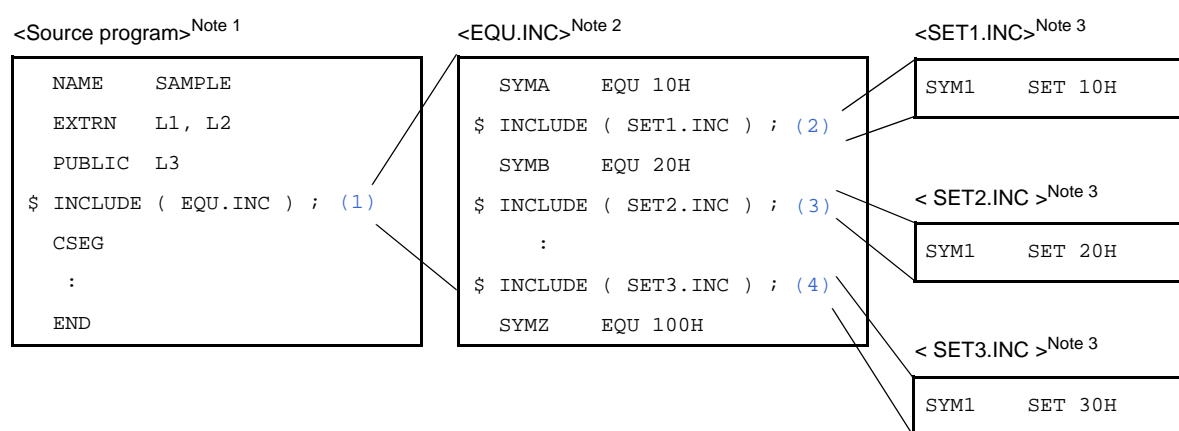 <Source program>Note 1
NAME SAMPLE
EXTRN L1, L2
PUBLIC L3
$ INCLUDE ( EQU.INC ) ; (1)
CSEG
:
END
<EQU.INC>Note 2
SYMA EQU 10H
$ INCLUDE ( SET1.INC ) ; (2)
SYMB EQU 20H
$ INCLUDE ( SET2.INC ) ; (3)
:
$ INCLUDE ( SET3.INC ) ; (4)
SYMZ EQU 100H
<SET1.INC>Note 3
SYM1 SET 10H
< SET2.INC >Note 3
SYM1 SET 20H
< SET3.INC >Note 3
SYM1 SET 30H